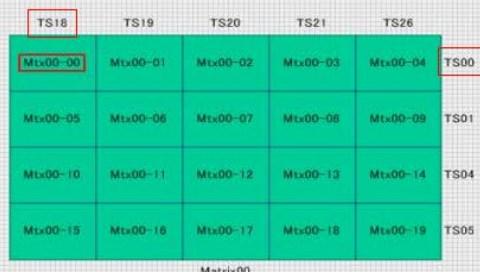 TS18 TS19 TS20 TS21 TS26
Mtx00-00 Mtx00-01 Mtx00-02 Mtx00-03 Mtx00-04 TS00
Mtx00-05 Mtx00-06 Mtx00-07 Mtx00-08 Mtx00-09 TS01
Mtx00-10 Mtx00-11 Mtx00-12 Mtx00-13 Mtx00-14 TS04
Mtx00-15 Mtx00-16 Mtx00-17 Mtx00-18 Mtx00-19 TS05
Matrix00